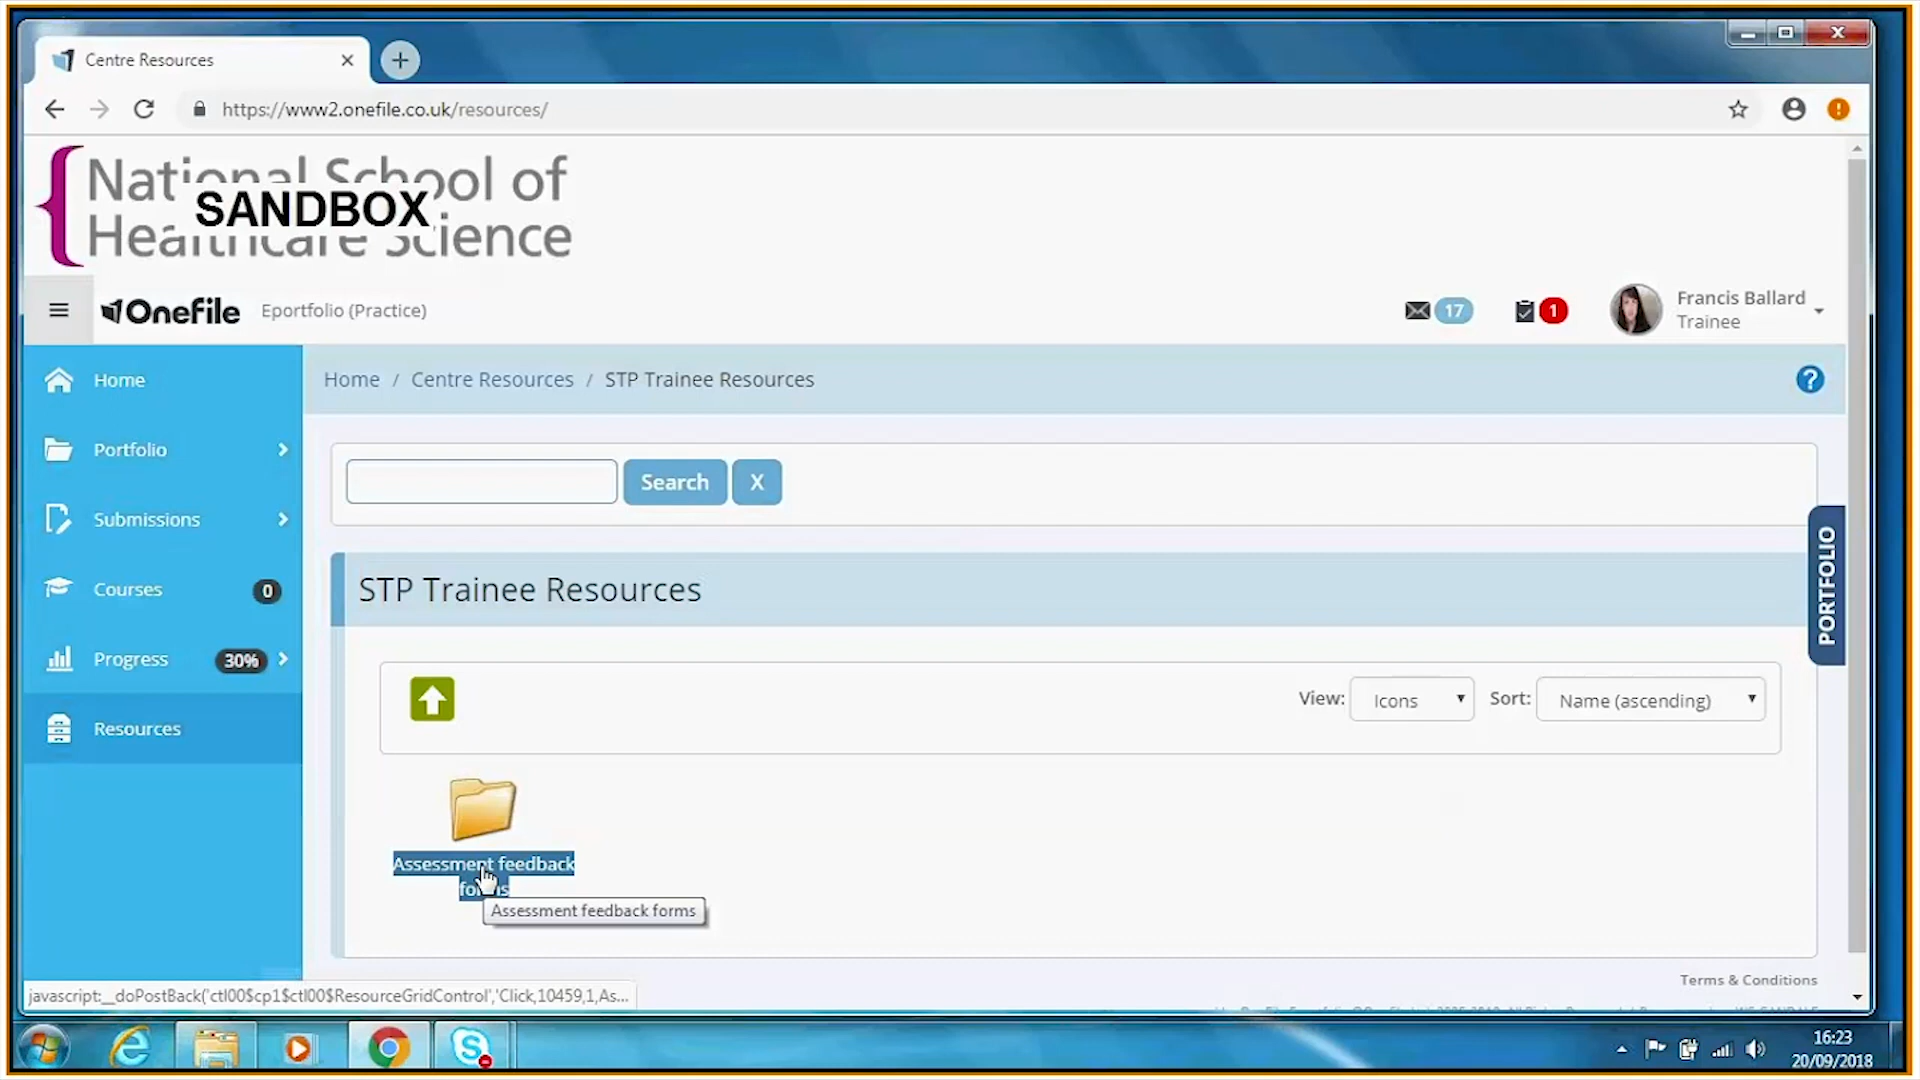 Centre Resources
https://www2.onefile.co.uk/resources/
National School of
SANDBOX
Healthcare Science
Onefile Eportfolio (Practice)
17
1
Francis Ballard
Trainee
Home
Portfolio
Submissions
Courses 0
Progress 30%
Resources
Home / Centre Resources / STP Trainee Resources
?
Search X
PORTFOLIO
STP Trainee Resources
View: Icons Sort: Name (ascending)
Assessment feedback
forms
Assessment feedback forms
Terms & Conditions
javascript:__doPostBack('ctl00$cp1$ctl00$ResourceGridControl','Click,10459,1,As...
16:23
20/09/2018